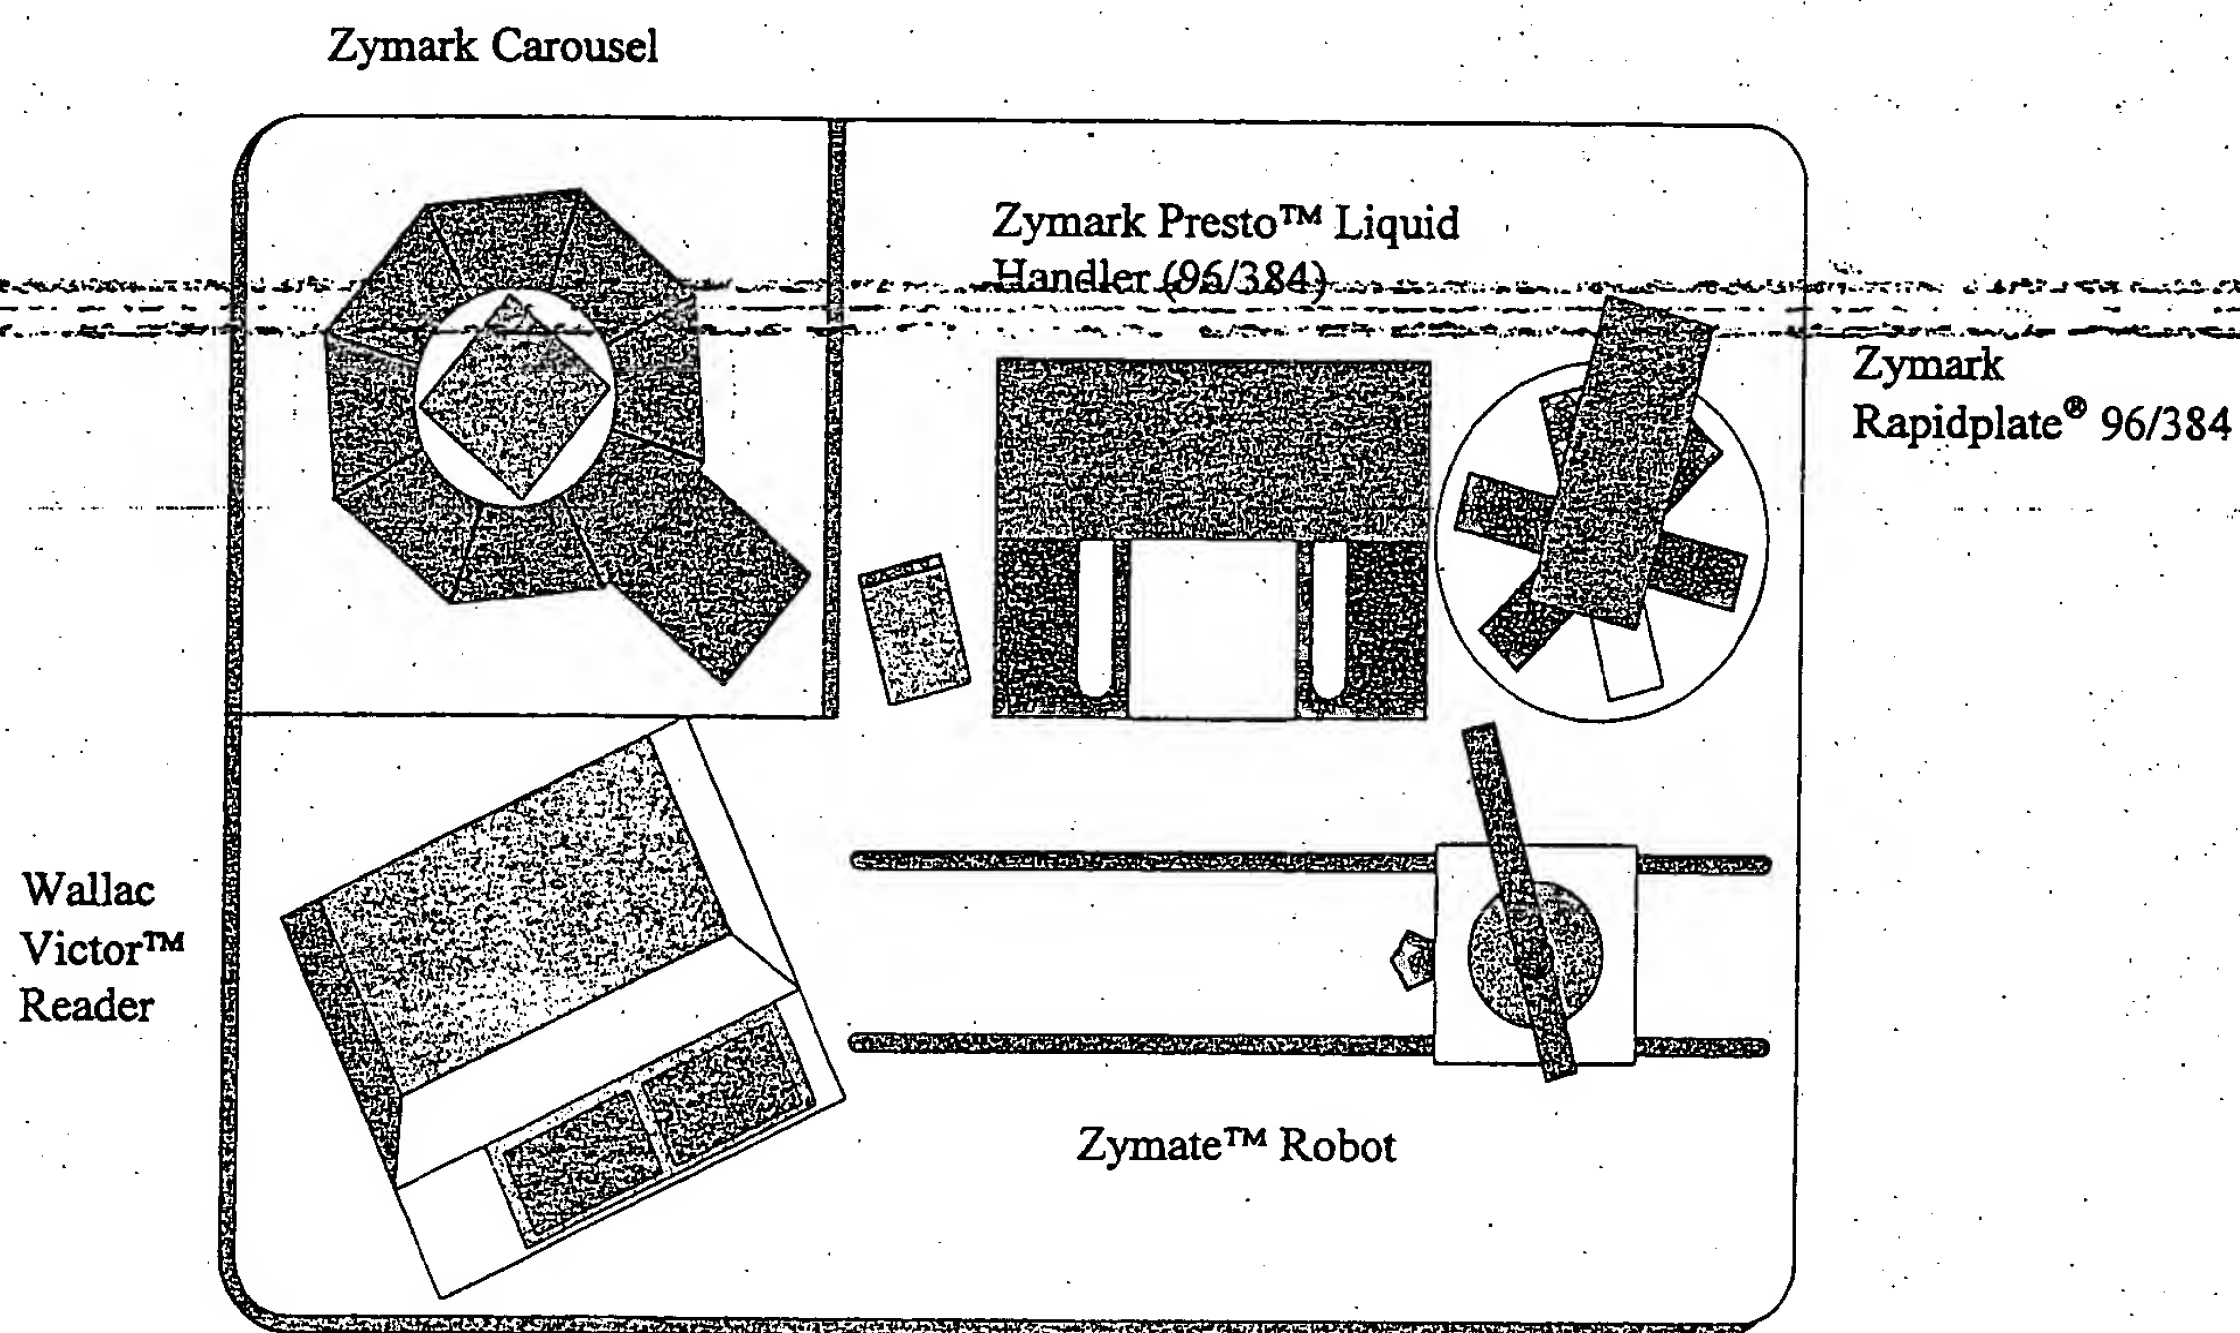 Zymark Carousel
Zymark Presto™ Liquid
Handler (96/384)
Zymark
Rapidplate® 96/384
Wallac
Victor™
Reader
Zymate™ Robot